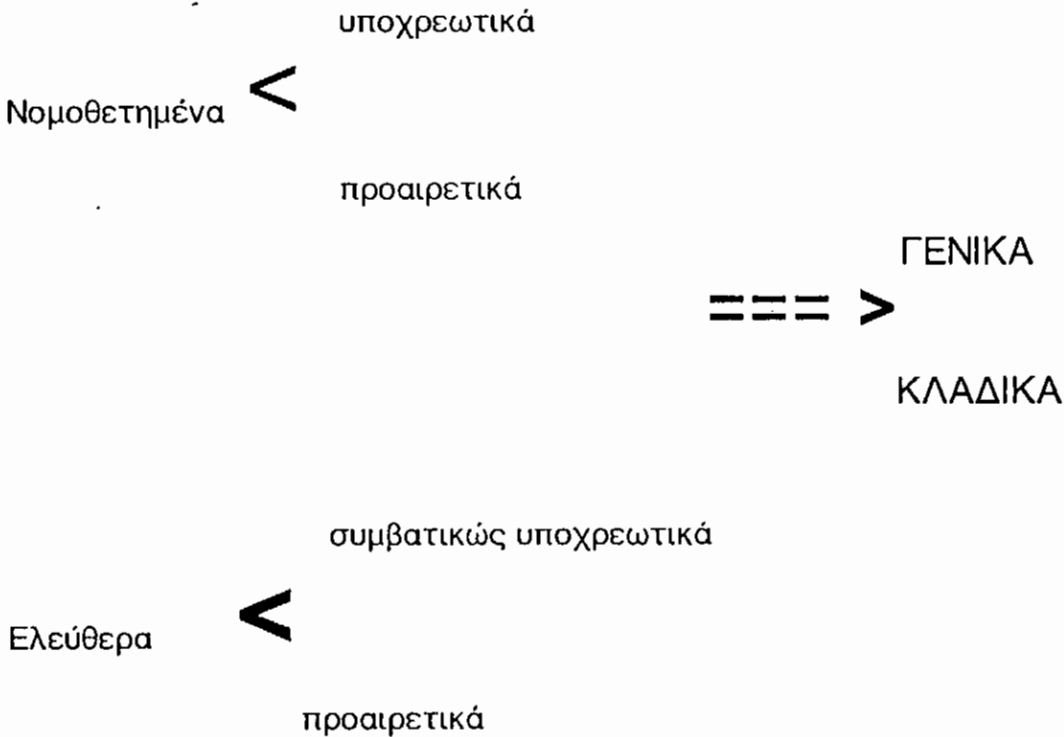 υποχρεωτικά
Νομοθετημένα <
προαιρετικά
ΓΕΝΙΚΑ
=== >
ΚΛΑΔΙΚΑ
συμβατικώς υποχρεωτικά
Ελεύθερα <
προαιρετικά